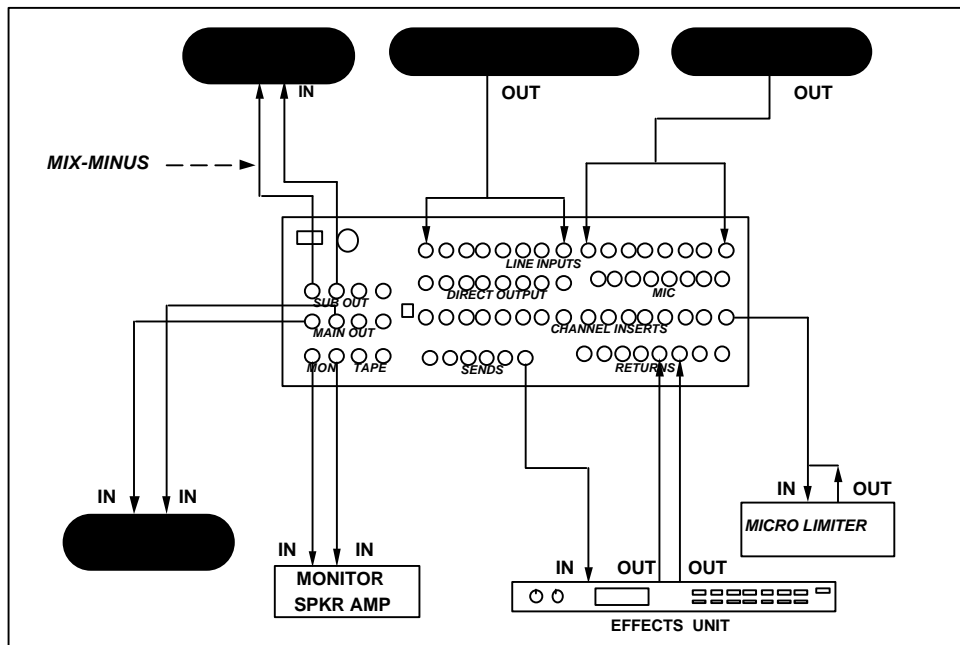 IN
OUT
OUT
MIX-MINUS
LINE INPUTS
DIRECT OUTPUT
MIC
SUB OUT
MAIN OUT
CHANNEL INSERTS
MON TAPE
SENDS
RETURNS
IN IN
IN OUT
MICRO LIMITER
IN IN
MONITOR
SPKR AMP
IN OUT OUT
EFFECTS UNIT